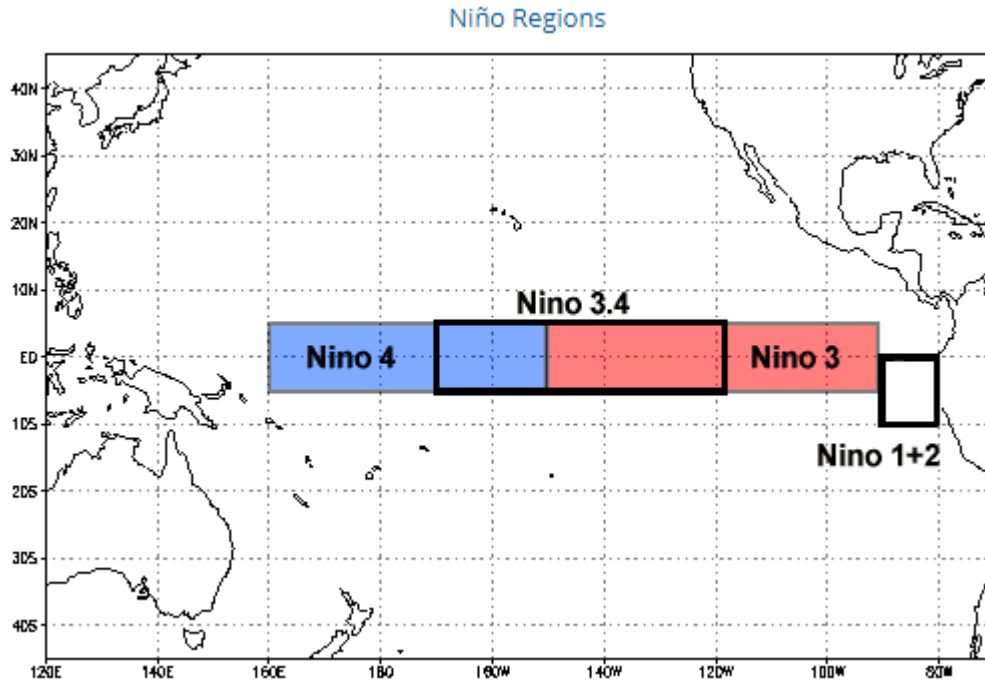 Niño Regions
40N
30N
20N
10N
EQ
10S
20S
30S
40S
Nino 3.4
Nino 4
Nino 3
Nino 1+2
120E 140E 160E 180 160W 140W 120W 100W 80W